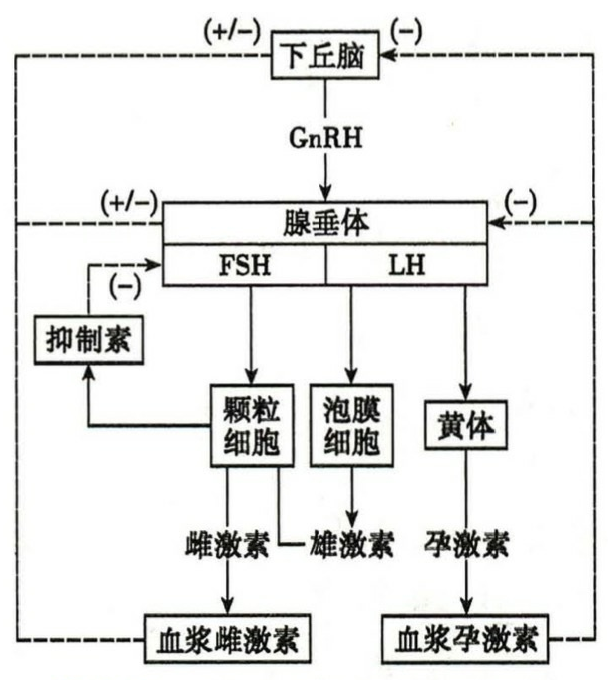 (+/−) (−)
下丘脑
GnRH
(+/−) (−)
腺垂体
FSH LH
(−)
抑制素
颗粒
细胞
泡膜
细胞
黄体
雌激素 雄激素 孕激素
血浆雌激素 血浆孕激素